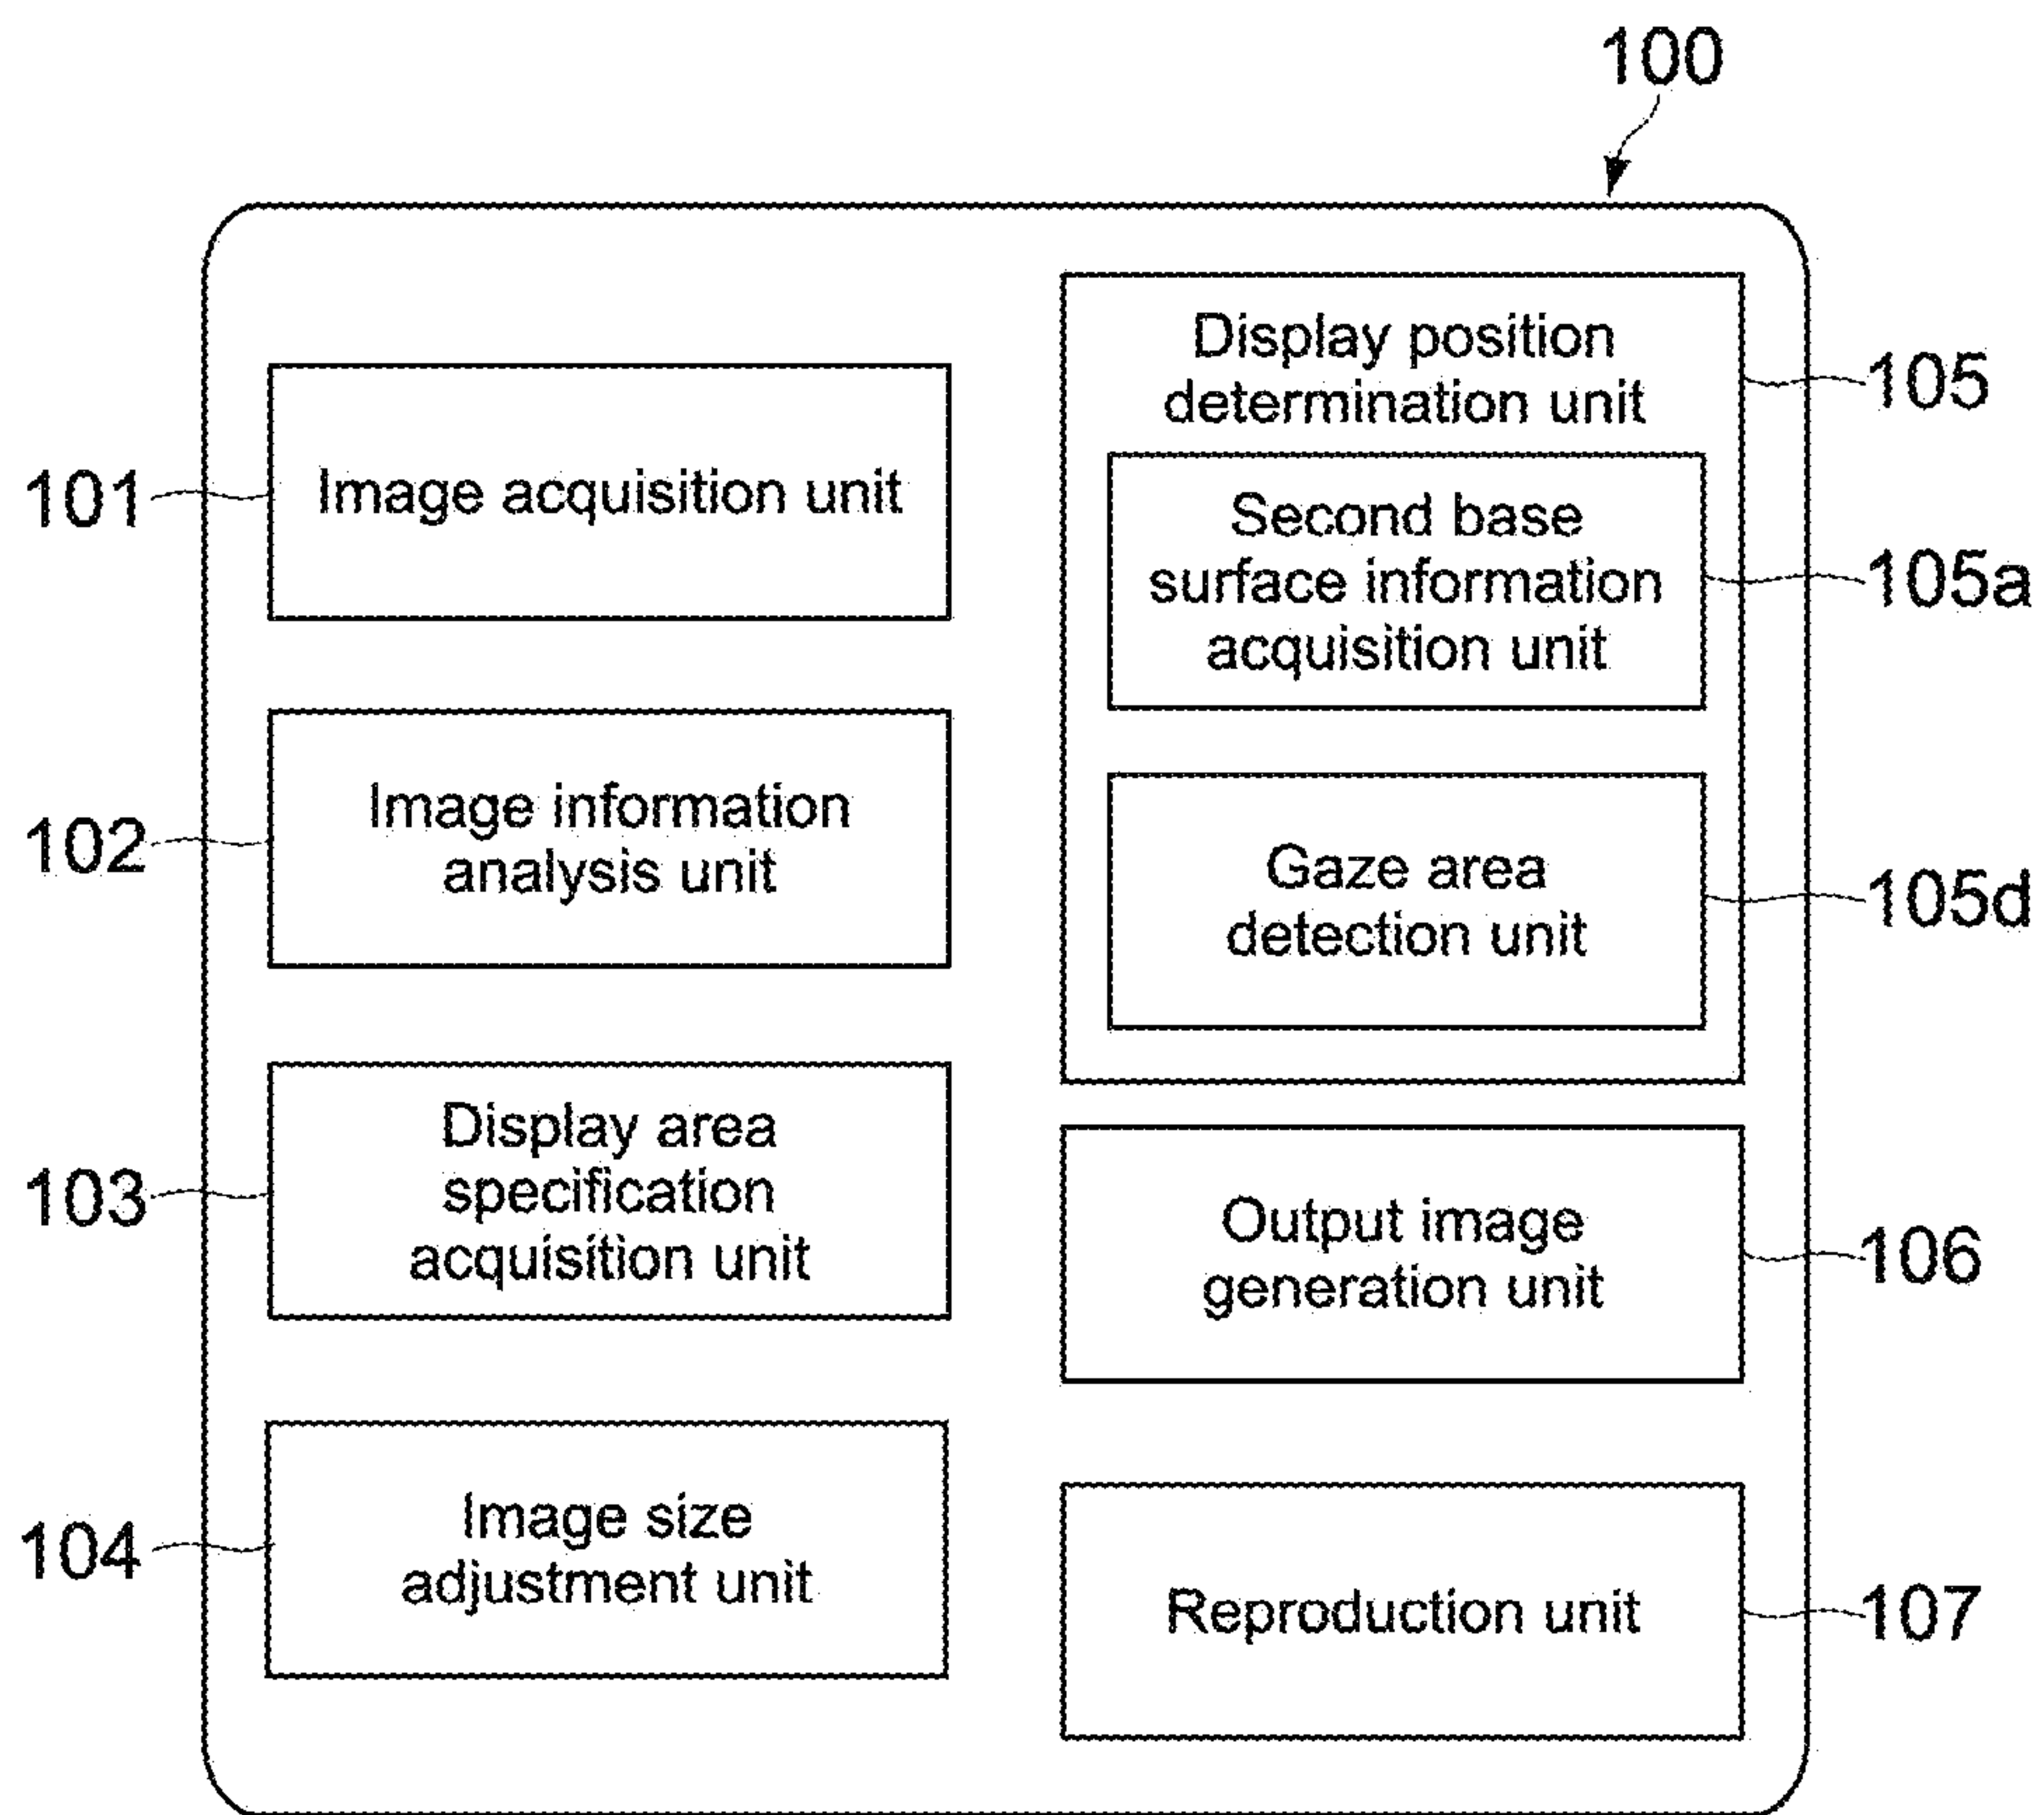 100
101
Image acquisition unit
102
Image information
analysis unit
103
Display area
specification
acquisition unit
104
Image size
adjustment unit
Display position
determination unit
105
Second base
surface information
acquisition unit
105a
Gaze area
detection unit
105d
Output image
generation unit
106
Reproduction unit
107